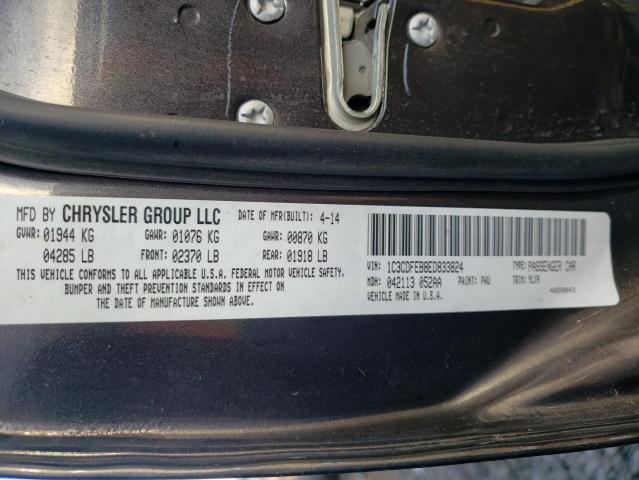 MFD BY CHRYSLER GROUP LLC DATE OF MFR(BUILT): 4-14
GVWR: 01944 KG GAWR: 01076 KG GAWR: 00870 KG
04285 LB FRONT: 02370 LB REAR: 01918 LB
THIS VEHICLE CONFORMS TO ALL APPLICABLE U.S.A. FEDERAL MOTOR VEHICLE SAFETY,
BUMPER AND THEFT PREVENTION STANDARDS IN EFFECT ON
THE DATE OF MANUFACTURE SHOWN ABOVE.
VIN: 1C3CDFEB8ED833824 TYPE: PASSENGER CAR
MDH: 042113 052AA PAINT: PAU TRIM: MLX9
VEHICLE MADE IN U.S.A. 4658043